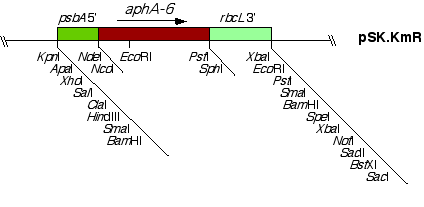 psbA5' aphA-6 rbcL3'
pSK.KmR
KpnI NdeI EcoRI PstI XbaI
ApaI NcoI SphI EcoRI
XhoI PstI
SalI SmaI
ClaI BamHI
HindIII SpeI
SmaI XbaI
BamHI NotI
SacII
BstXI
SacI